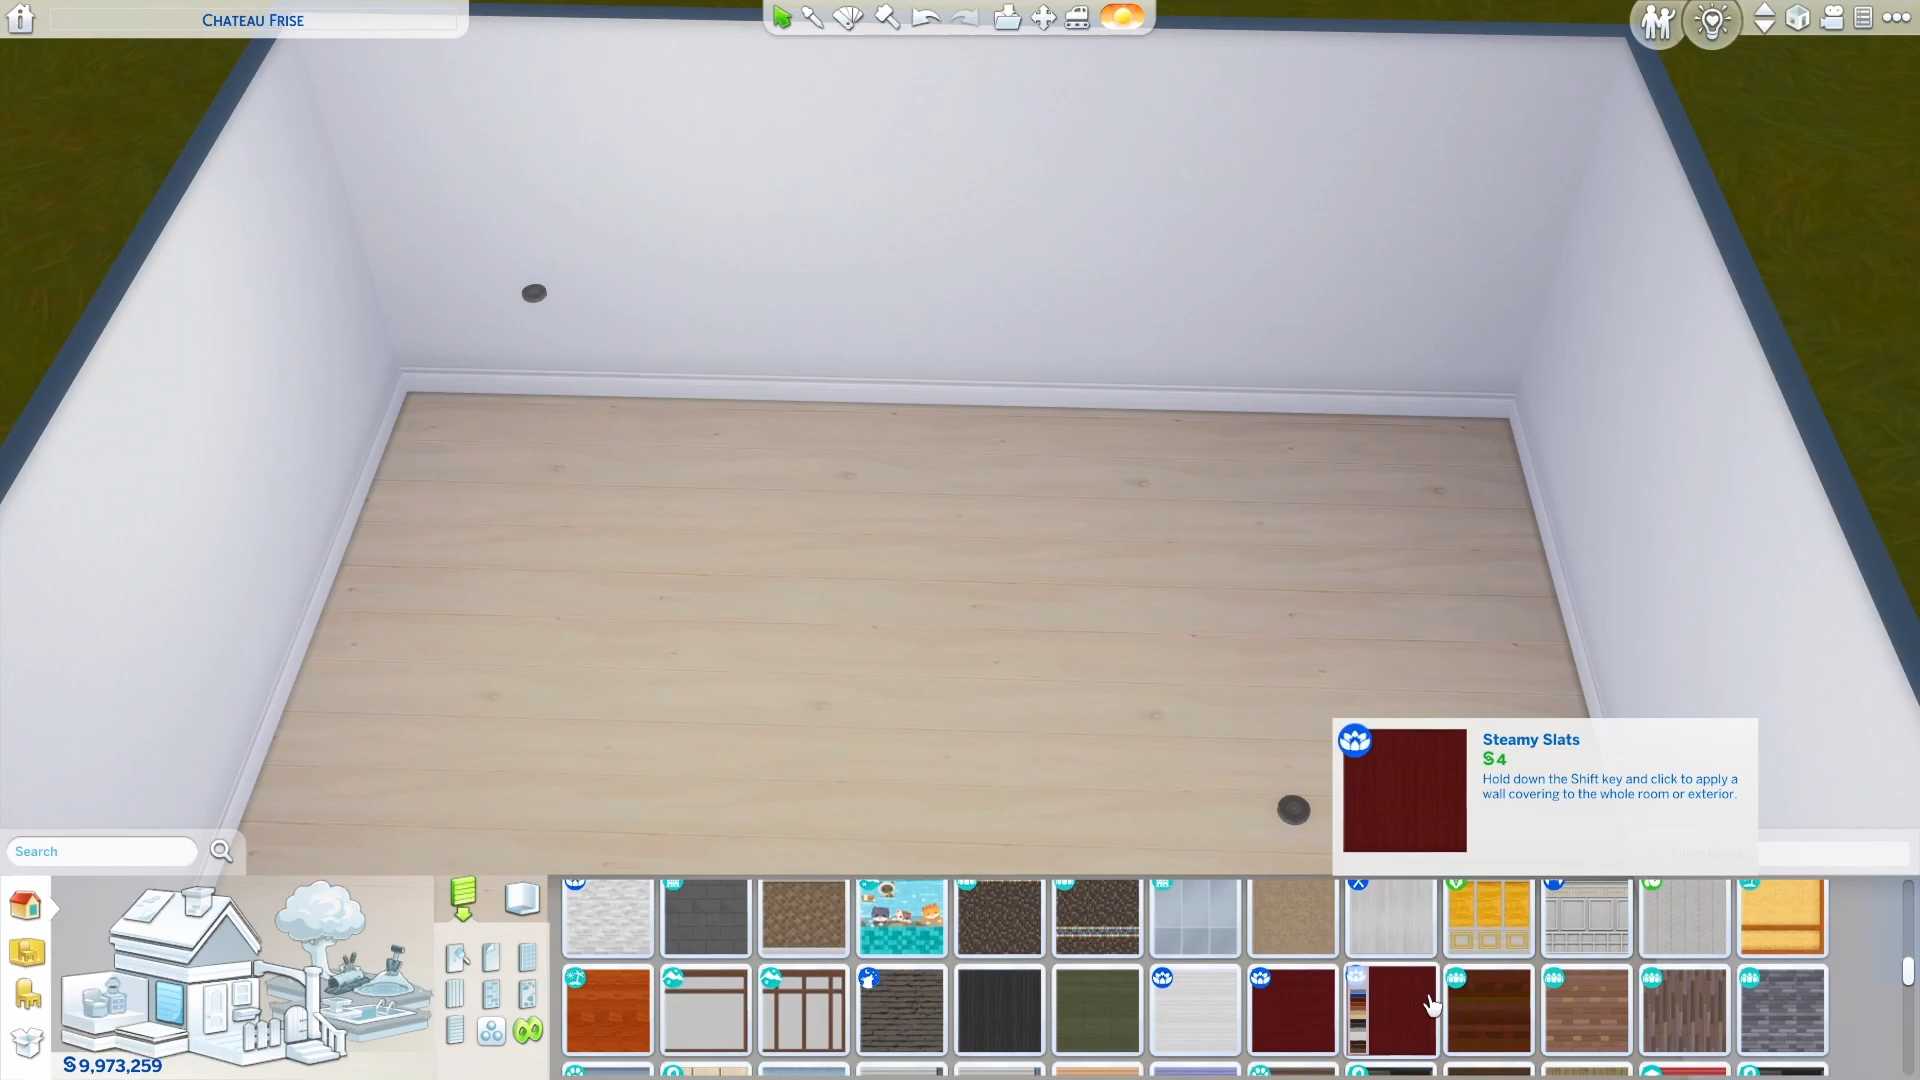 Chateau Frise
Steamy Slats
§4
Hold down the Shift key and click to apply a
wall covering to the whole room or exterior.
Search
§9,973,259